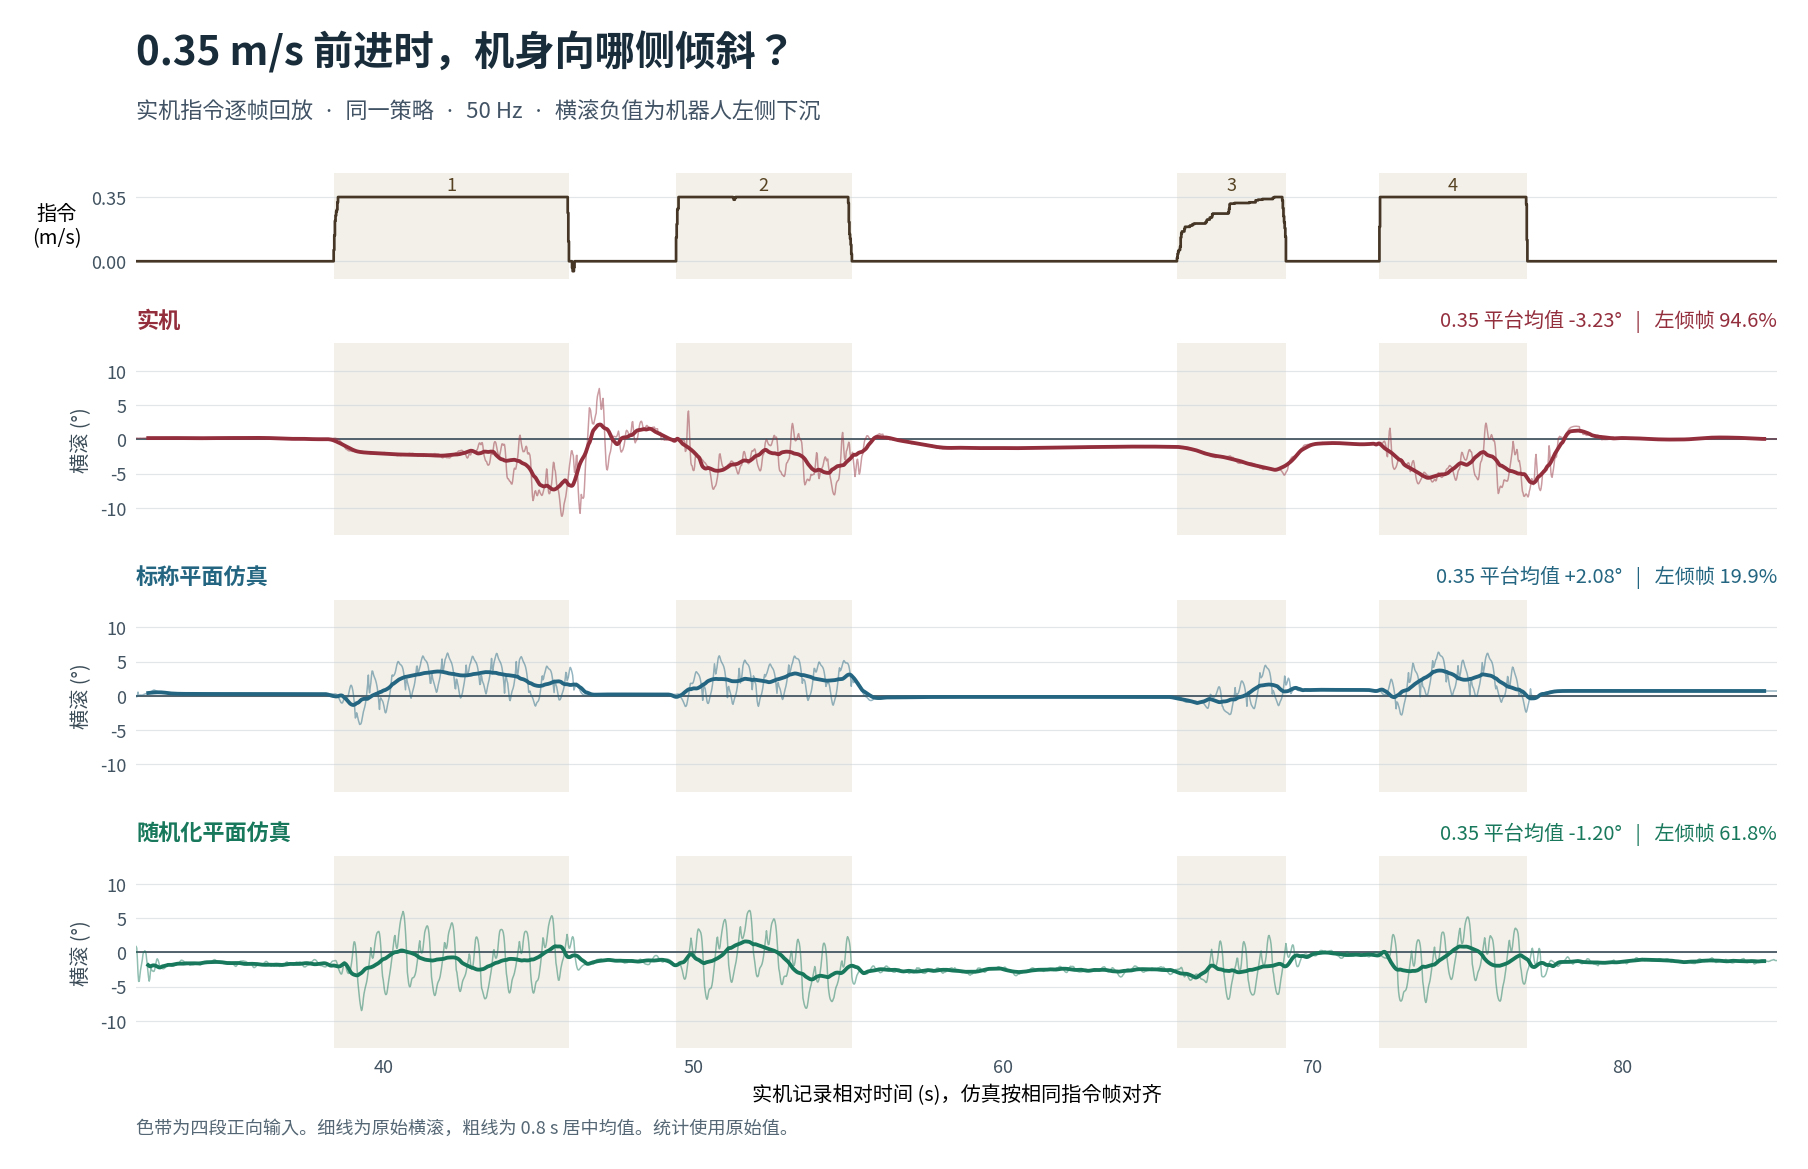 0.35 m/s 前进时，机身向哪侧倾斜？
实机指令逐帧回放 · 同一策略 · 50 Hz · 横滚负值为机器人左侧下沉
指令
(m/s)
0.35
0.00
1
2
3
4
实机
0.35 平台均值 -3.23° | 左倾帧 94.6%
横滚 (°)
10
5
0
-5
-10
标称平面仿真
0.35 平台均值 +2.08° | 左倾帧 19.9%
横滚 (°)
10
5
0
-5
-10
随机化平面仿真
0.35 平台均值 -1.20° | 左倾帧 61.8%
横滚 (°)
10
5
0
-5
-10
40
50
60
70
80
实机记录相对时间 (s)，仿真按相同指令帧对齐
色带为四段正向输入。细线为原始横滚，粗线为 0.8 s 居中均值。统计使用原始值。